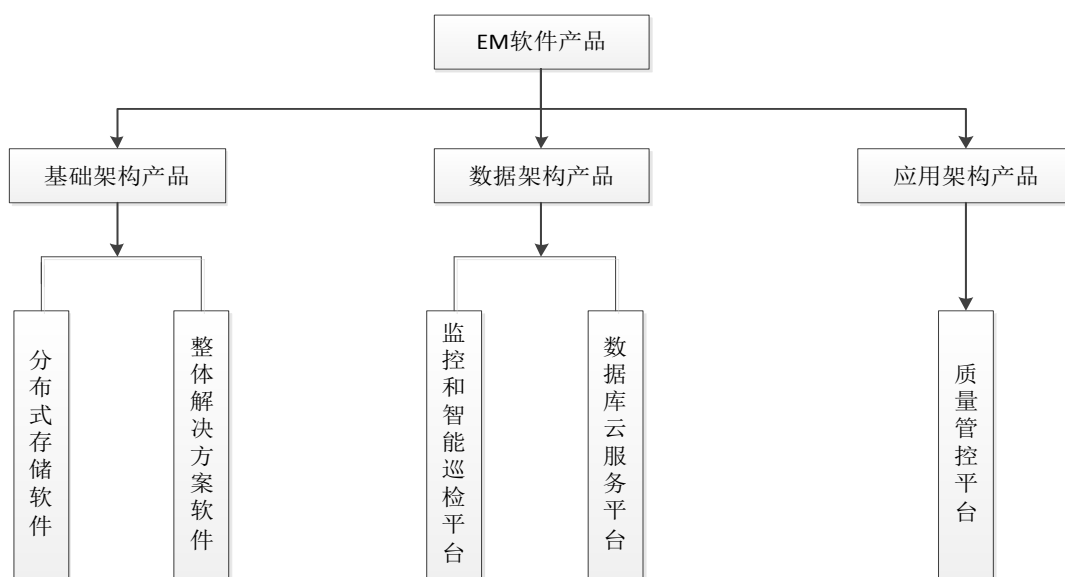 EM软件产品
基础架构产品
数据架构产品
应用架构产品
分布式存储软件
整体解决方案软件
监控和智能巡检平台
数据库云服务平台
质量管控平台